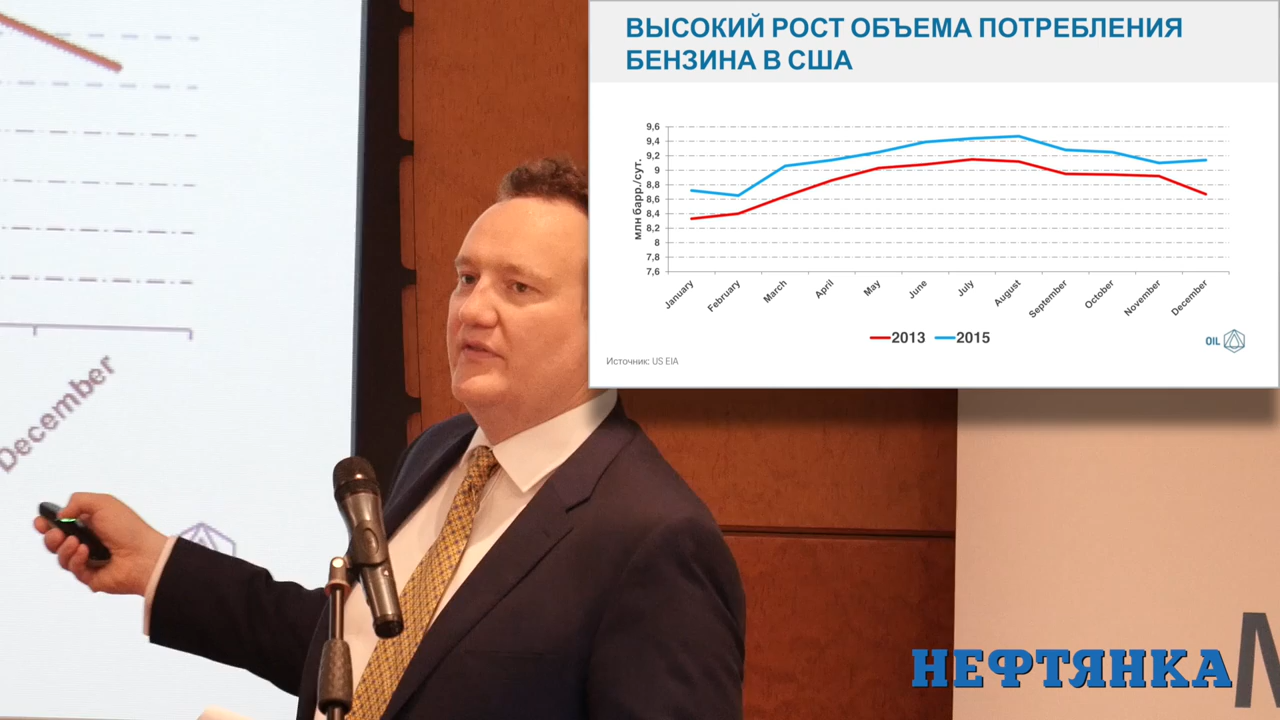 ВЫСОКИЙ РОСТ ОБЪЕМА ПОТРЕБЛЕНИЯ
БЕНЗИНА В США
млн барр./сут.
9,6
9,4
9,2
9
8,8
8,6
8,4
8,2
8
7,8
7,6
January
February
March
April
May
June
July
August
September
October
November
December
2013
2015
OIL
Источник: US EIA
December
НЕФТЯНКА